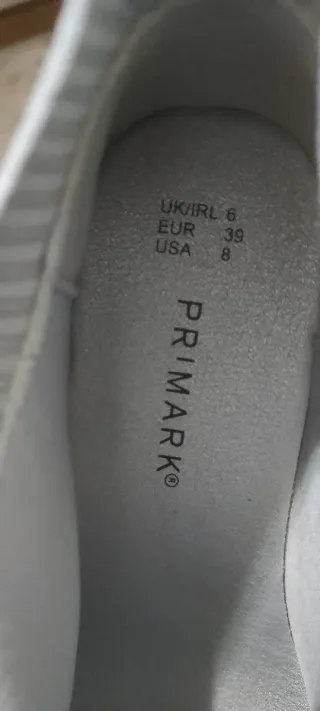 UK/IRL 6
EUR 39
USA 8
PRIMARK®